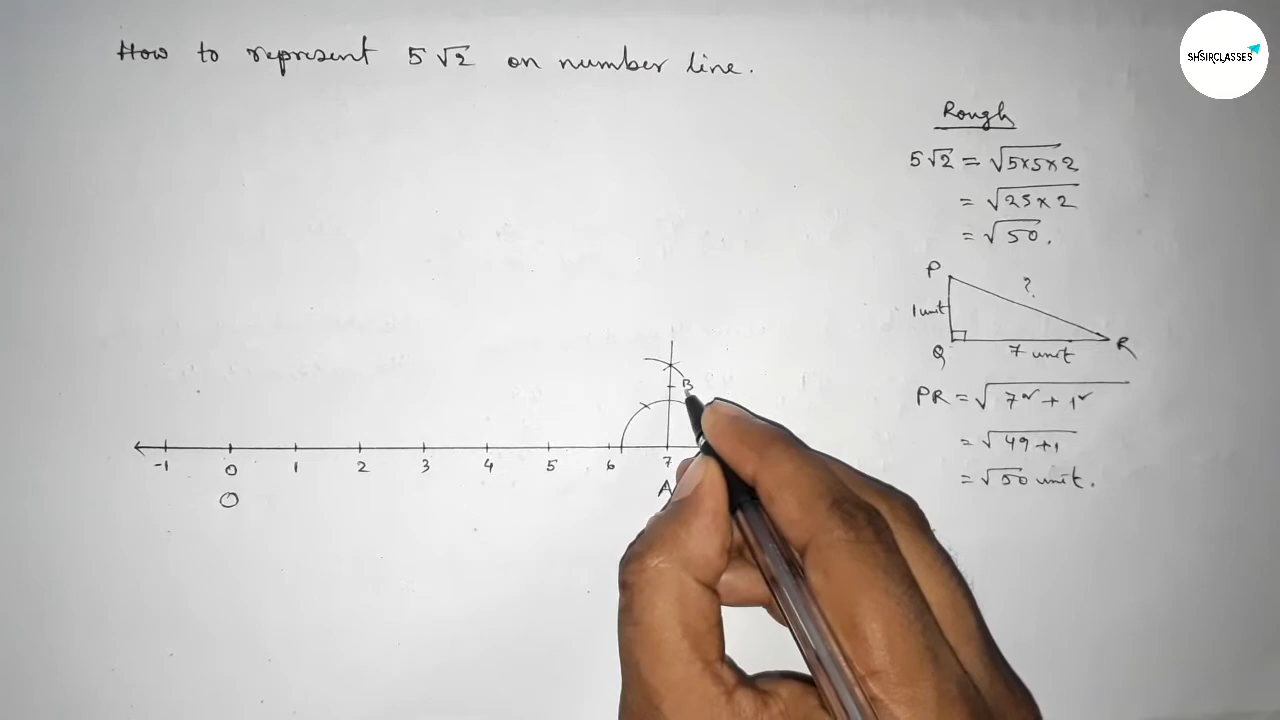 How to represent 5√2 on number line.
SHSIRCLASSES
Rough
5√2 = √5×5×2
= √25×2
= √50.
P
?
1unit
Q
7 unit
R
PR = √7²+1²
= √49+1
= √50 unit.
B
-1 0 1 2 3 4 5 6 7
O A